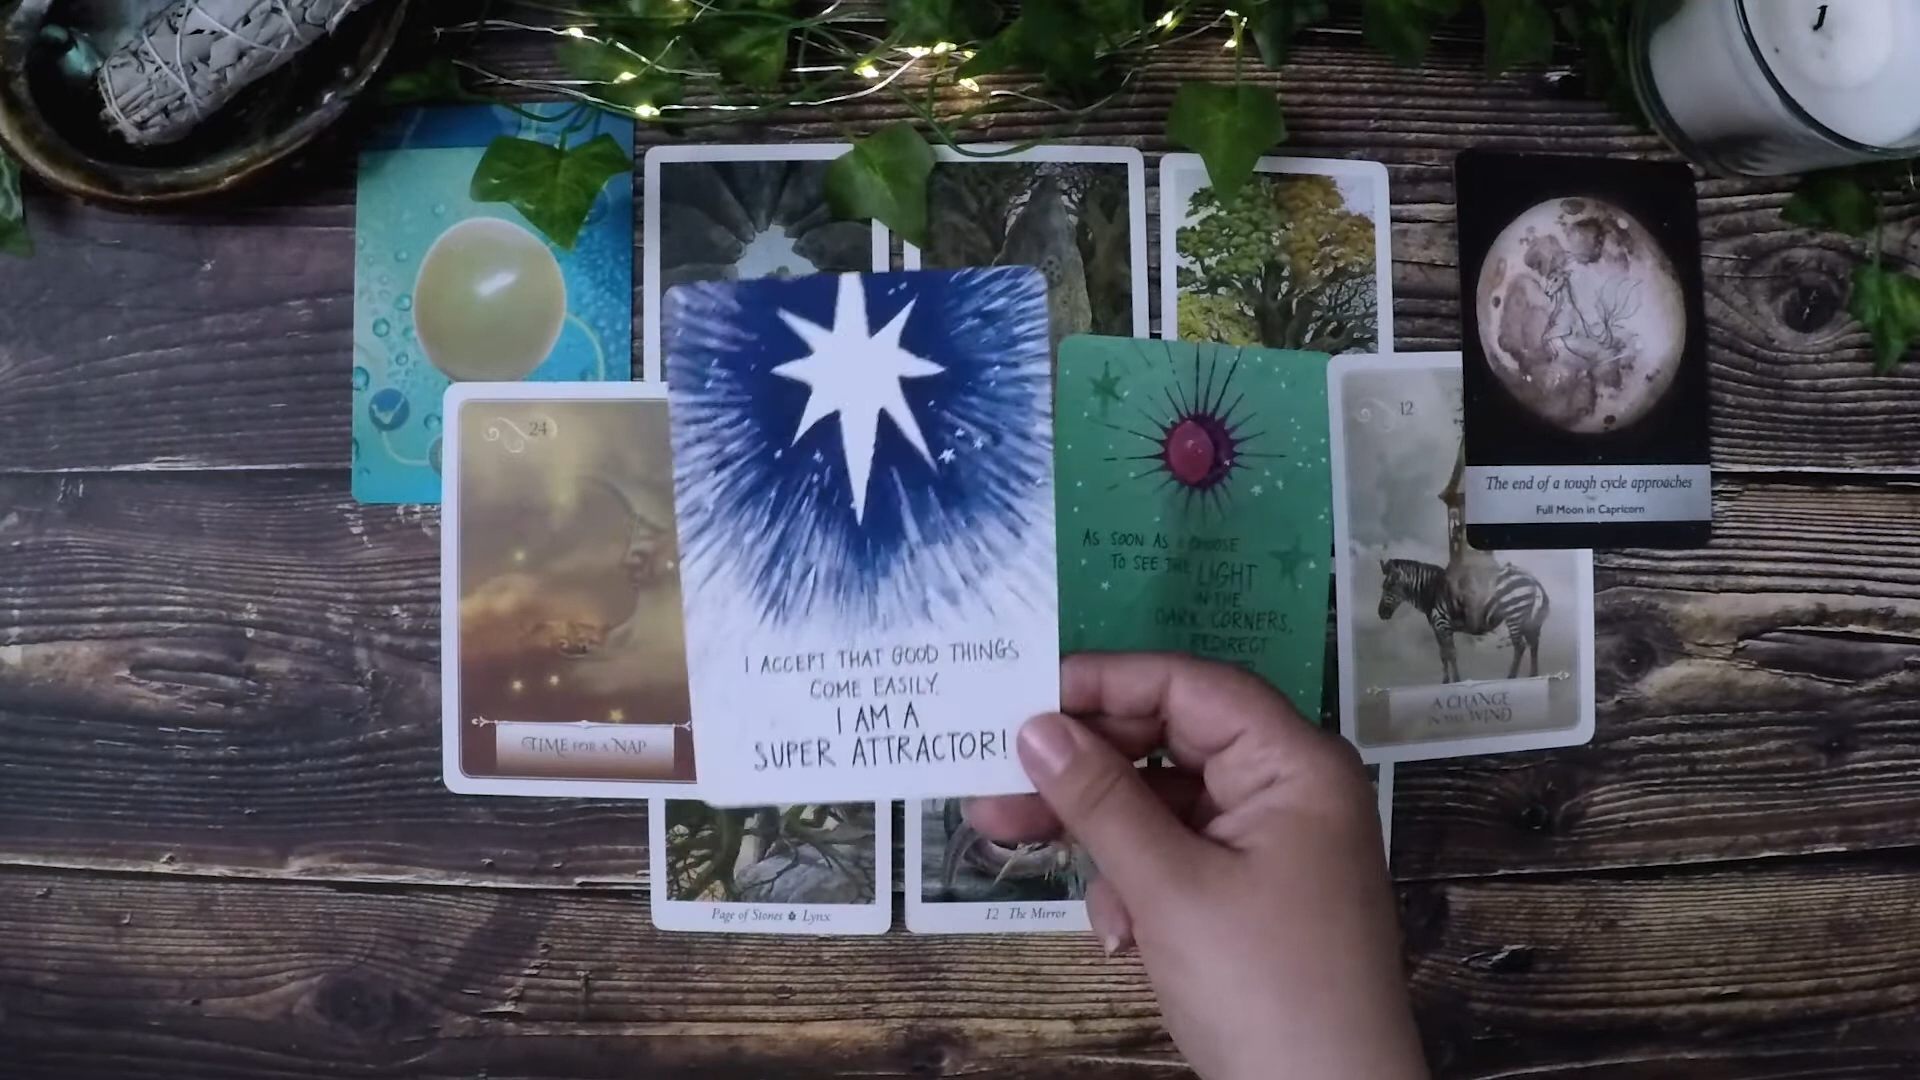 24
TIME FOR A NAP
I ACCEPT THAT GOOD THINGS
COME EASILY.
I AM A
SUPER ATTRACTOR!
AS SOON AS I CHOOSE
TO SEE THE LIGHT
IN THE
DARK CORNERS,
I REDIRECT
12
A CHANGE
IN THE WIND
The end of a tough cycle approaches
Full Moon in Capricorn
Page of Stones Lynx
12 The Mirror